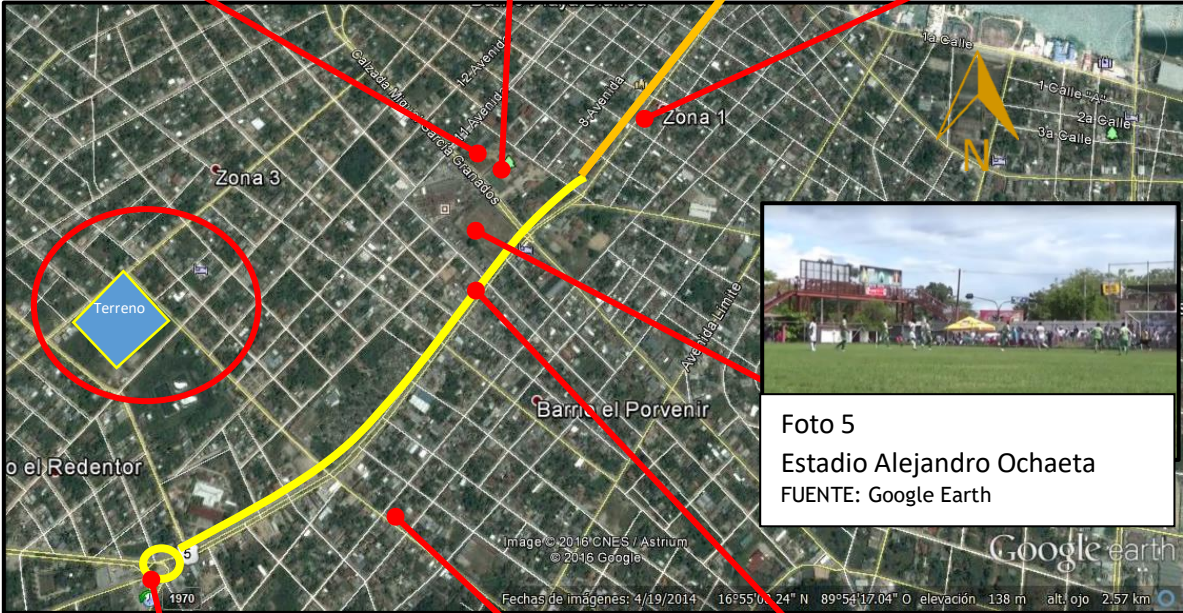 1a Calle
12 Avenida
11 Avenida
8 Avenida
1 Calle "A"
2a Calle
3a Calle
Zona 1
N
Zona 3
Terreno
Avenida Limite
Barrio el Porvenir
o el Redentor
5
1970
Foto 5
Estadio Alejandro Ochaeta
FUENTE: Google Earth
Image © 2016 CNES / Astrium
© 2016 Google
Google earth
Fechas de imágenes: 4/19/2014
89°54'17.04" O elevación 138 m alt. ojo 2.57 km